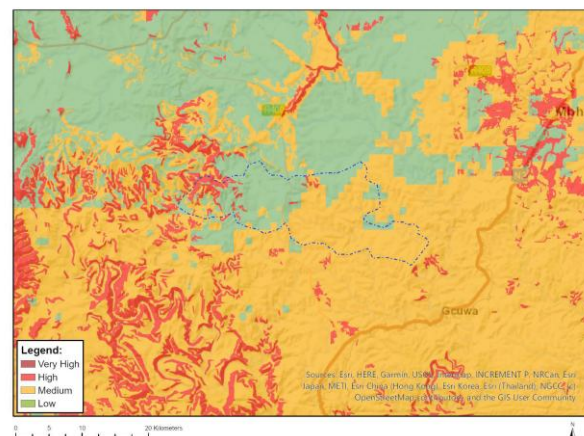 Mbh
Gcuwa
Legend:
Very High
High
Medium
Low
Sources: Esri, HERE, Garmin, USGS, Intermap, INCREMENT P, NRCan, Esri
Japan, METI, Esri China (Hong Kong), Esri Korea, Esri (Thailand), NGCC, (c)
OpenStreetMap contributors, and the GIS User Community
0 5 10 20 Kilometers
N